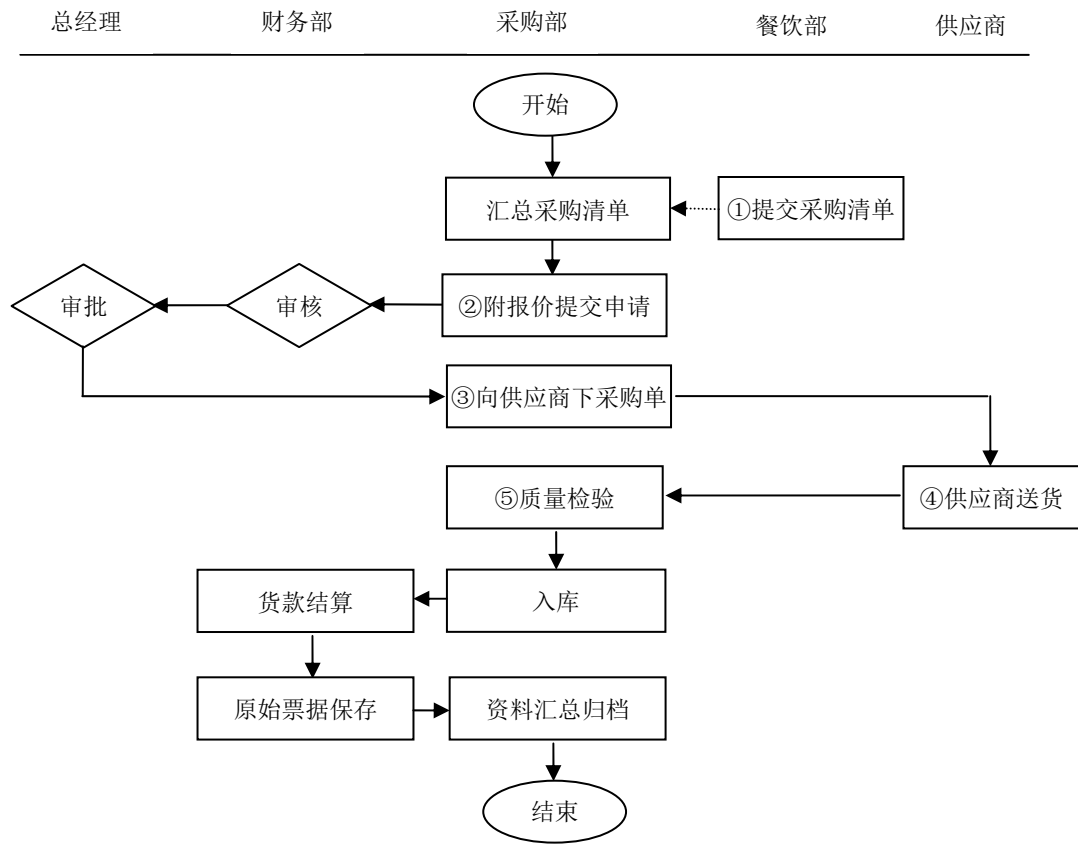 总经理
财务部
采购部
餐饮部
供应商
开始
汇总采购清单
①提交采购清单
审批
审核
②附报价提交申请
③向供应商下采购单
⑤质量检验
④供应商送货
货款结算
入库
原始票据保存
资料汇总归档
结束